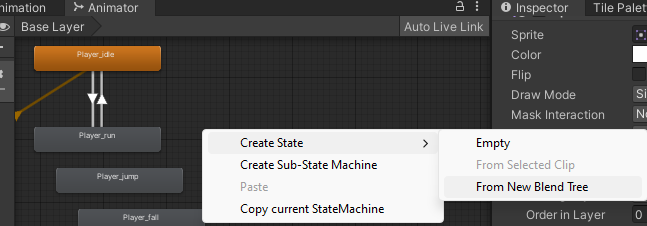 nimation
Animator
Inspector
Tile Palet
Base Layer
Auto Live Link
Sprite
Color
Flip
Draw Mode
Si
Mask Interaction
No
Player_idle
Player_run
Player_jump
Player_fall
Create State
Create Sub-State Machine
Paste
Copy current StateMachine
Empty
From Selected Clip
From New Blend Tree
Order in Layer
0